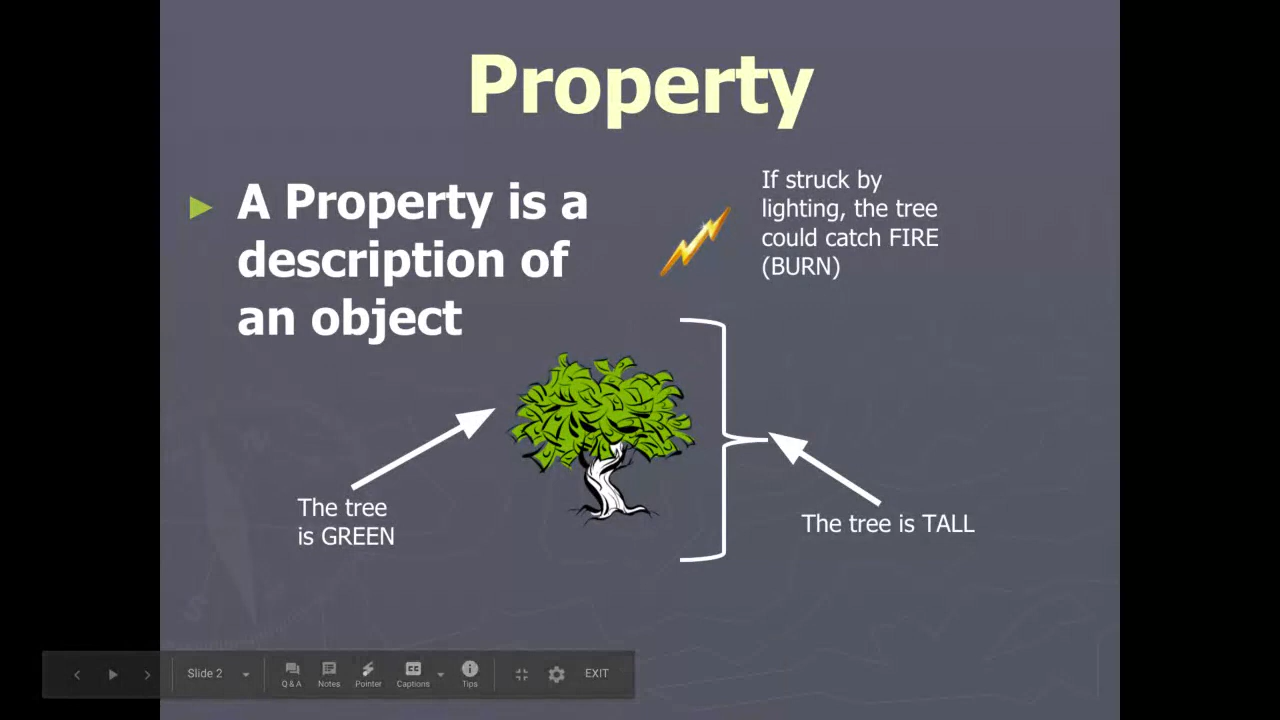 Property
► A Property is a
description of
an object
If struck by
lighting, the tree
could catch FIRE
(BURN)
The tree
is GREEN
The tree is TALL
N
S
Slide 2
Q & A
Notes
Pointer
CC
Captions
Tips
EXIT